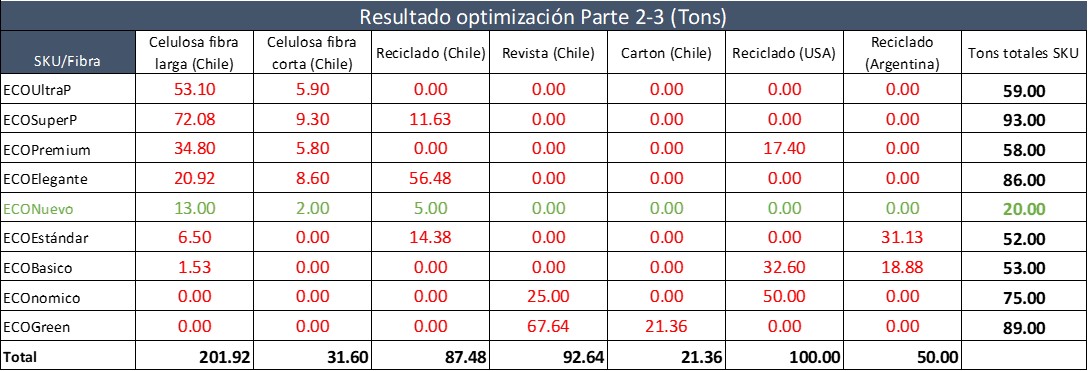 Resultado optimización Parte 2-3 (Tons)
SKU/Fibra Celulosa fibra larga (Chile) Celulosa fibra corta (Chile) Reciclado (Chile) Revista (Chile) Carton (Chile) Reciclado (USA) Reciclado (Argentina) Tons totales SKU
ECOUltraP 53.10 5.90 0.00 0.00 0.00 0.00 0.00 59.00
ECOSuperP 72.08 9.30 11.63 0.00 0.00 0.00 0.00 93.00
ECOPremium 34.80 5.80 0.00 0.00 0.00 17.40 0.00 58.00
ECOElegante 20.92 8.60 56.48 0.00 0.00 0.00 0.00 86.00
ECONuevo 13.00 2.00 5.00 0.00 0.00 0.00 0.00 20.00
ECOEstándar 6.50 0.00 14.38 0.00 0.00 0.00 31.13 52.00
ECOBasico 1.53 0.00 0.00 0.00 0.00 32.60 18.88 53.00
ECOnomico 0.00 0.00 0.00 25.00 0.00 50.00 0.00 75.00
ECOGreen 0.00 0.00 0.00 67.64 21.36 0.00 0.00 89.00
Total 201.92 31.60 87.48 92.64 21.36 100.00 50.00